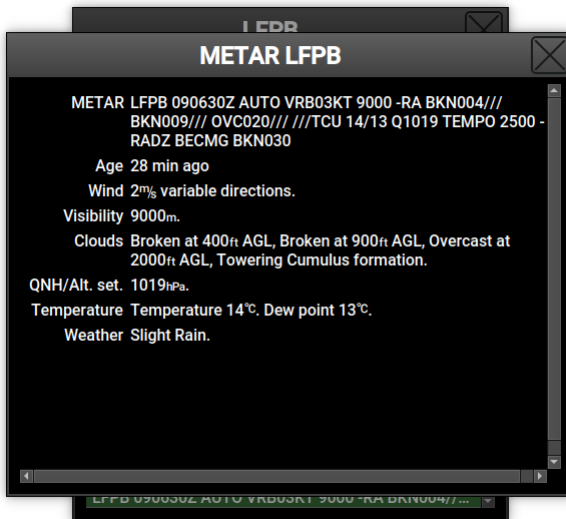 LFPB
METAR LFPB
METAR LFPB 090630Z AUTO VRB03KT 9000 -RA BKN004///
BKN009/// OVC020/// ///TCU 14/13 Q1019 TEMPO 2500 -
RADZ BECMG BKN030
Age 28 min ago
Wind 2m/s variable directions.
Visibility 9000m.
Clouds Broken at 400ft AGL, Broken at 900ft AGL, Overcast at
2000ft AGL, Towering Cumulus formation.
QNH/Alt. set. 1019hPa.
Temperature Temperature 14°C. Dew point 13°C.
Weather Slight Rain.
LFPB 090630Z AUTO VRB03KT 9000 -RA BKN004//...